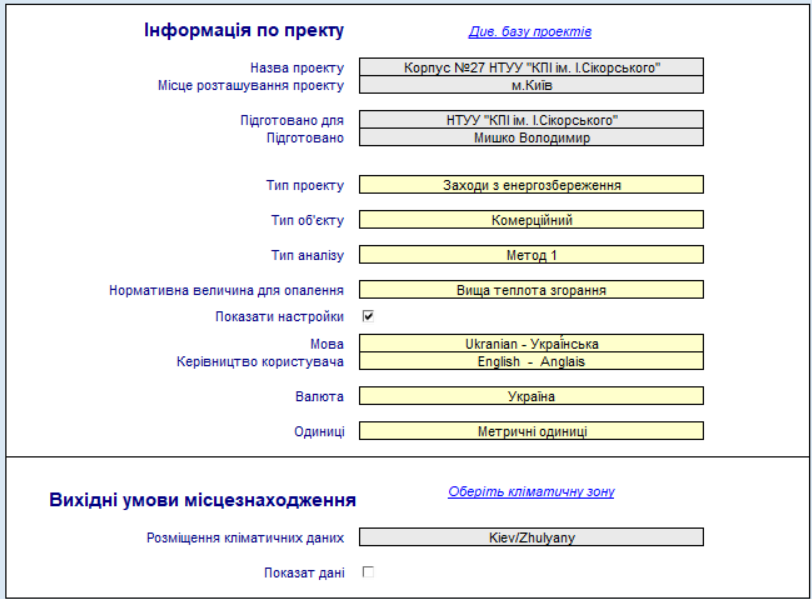 Інформація по пректу
Див. базу проектів
Назва проекту Корпус №27 НТУУ "КПІ ім. І.Сікорського"
Місце розташування проекту м.Київ
Підготовано для НТУУ "КПІ ім. І.Сікорського"
Підготовано Мишко Володимир
Тип проекту Заходи з енергозбереження
Тип об'єкту Комерційний
Тип аналізу Метод 1
Нормативна величина для опалення Вища теплота згорання
Показати настройки
Мова Ukranian - Українська
Керівництво користувача English - Anglais
Валюта Україна
Одиниці Метричні одиниці
Вихідні умови місцезнаходження
Оберіть кліматичну зону
Розміщення кліматичних даних Kiev/Zhulyany
Показат дані